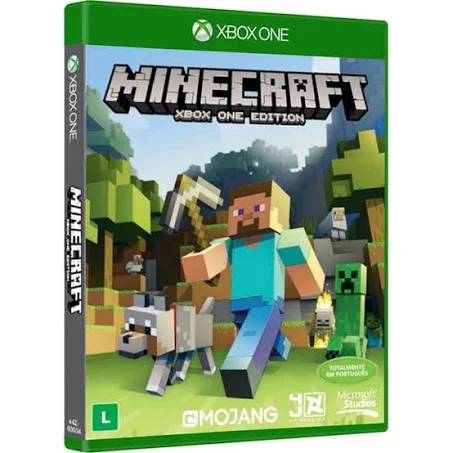 XBOX ONE
MINECRAFT
XBOX ONE EDITION
XBOX ONE
MINECRAFT
XBOX ONE EDITION
TOTALMENTE
EM PORTUGUÊS
L
MOJANG
Microsoft
Studios